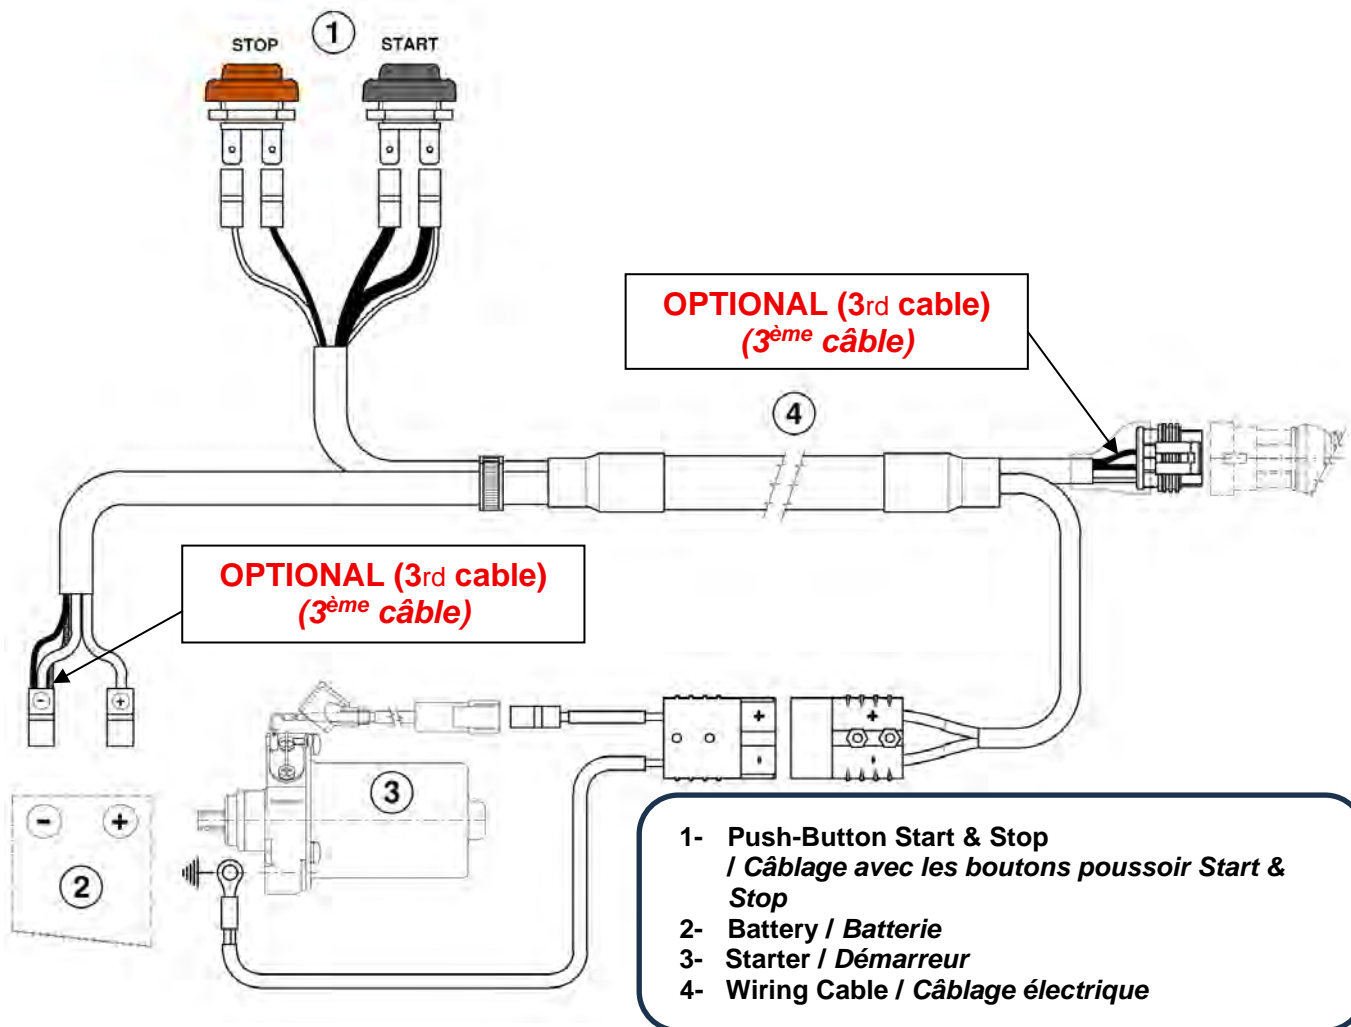 STOP 1 START
OPTIONAL (3rd cable)
(3ème câble)
4
OPTIONAL (3rd cable)
(3ème câble)
- +
+ +
- -
3
- +
2
1- Push-Button Start & Stop
/ Câblage avec les boutons poussoir Start &
Stop
2- Battery / Batterie
3- Starter / Démarreur
4- Wiring Cable / Câblage électrique